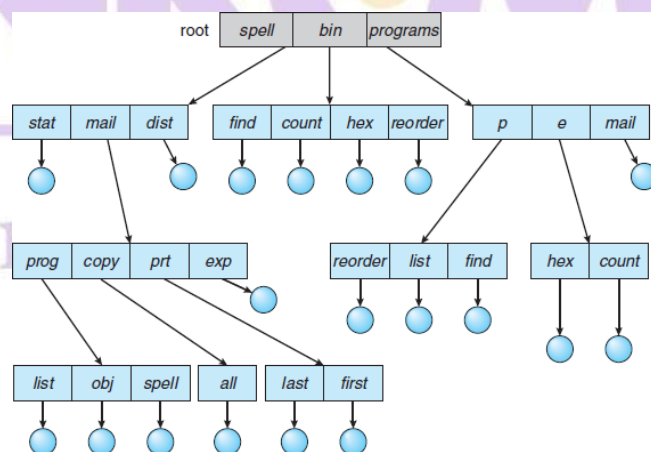 root spell bin programs
stat mail dist find count hex reorder p e mail
prog copy prt exp reorder list find hex count
list obj spell all last first